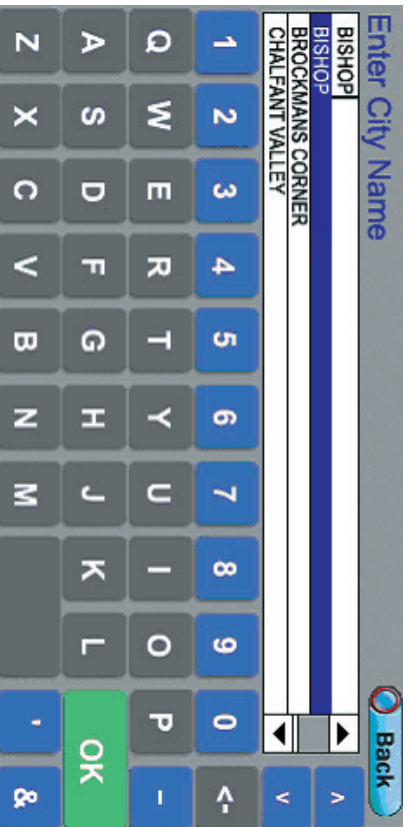 Enter City Name Back
BISHOP
BISHOP
BROCKMANS CORNER
CHALFANT VALLEY
^ v
1 2 3 4 5 6 7 8 9 0 <-
Q W E R T Y U I O P -
A S D F G H J K L OK
Z X C V B N M ' &